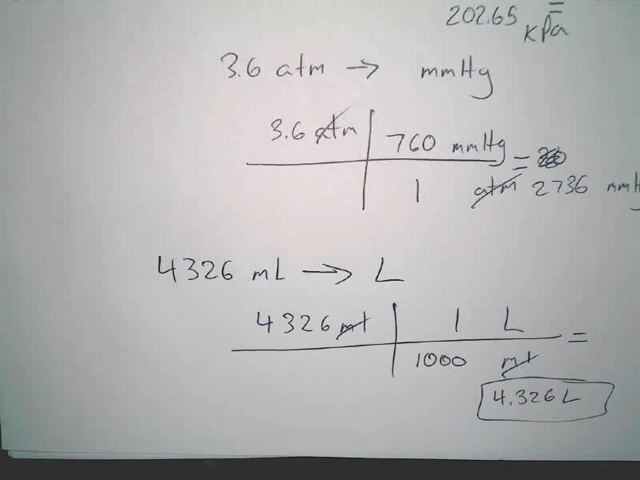 =
202.65 kPa
3.6 atm → mmHg
3.6 atm | 760 mmHg =
1 atm 2736 mmH
4326 mL → L
4326 mL | 1 L =
1000 mL
4.326 L